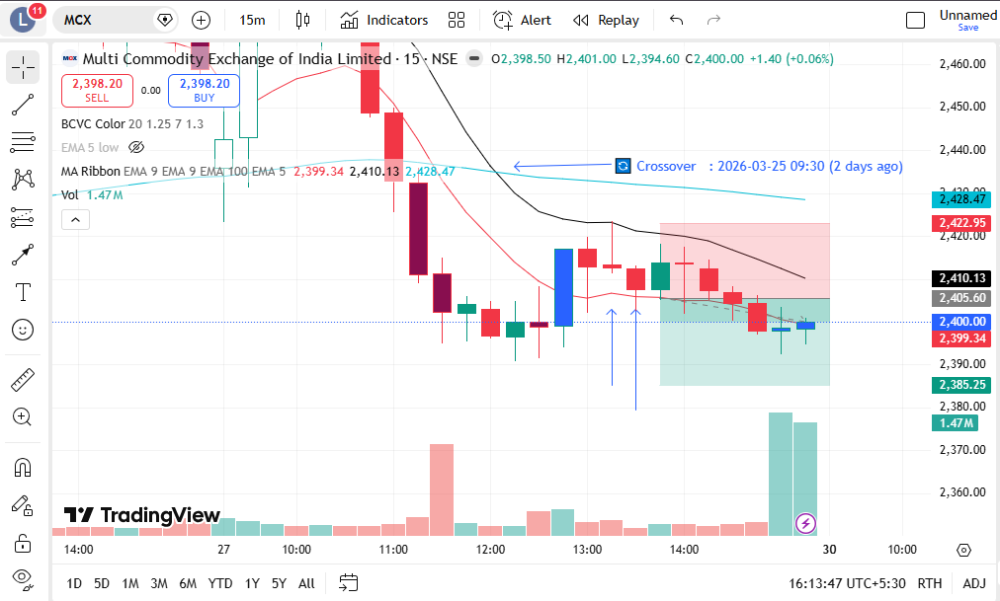 L 11 MCX 15m Indicators Alert Replay Unnamed
Save
MCX Multi Commodity Exchange of India Limited · 15 · NSE O2,398.50 H2,401.00 L2,394.60 C2,400.00 +1.40 (+0.06%)
2,398.20 SELL 0.00 2,398.20 BUY
BCVC Color 20 1.25 7 1.3
EMA 5 low
MA Ribbon EMA 9 EMA 9 EMA 100 EMA 5 2,399.34 2,410.13 2,428.47
Vol 1.47M
Crossover : 2026-03-25 09:30 (2 days ago)
2,460.00
2,450.00
2,440.00
2,430.00
2,428.47
2,422.95
2,420.00
2,410.13
2,405.60
2,400.00
2,399.34
2,390.00
2,385.25
2,380.00
1.47M
2,370.00
2,360.00
TradingView
14:00 27 10:00 11:00 12:00 13:00 14:00 30 10:00
1D 5D 1M 3M 6M YTD 1Y 5Y All 16:13:47 UTC+5:30 RTH ADJ